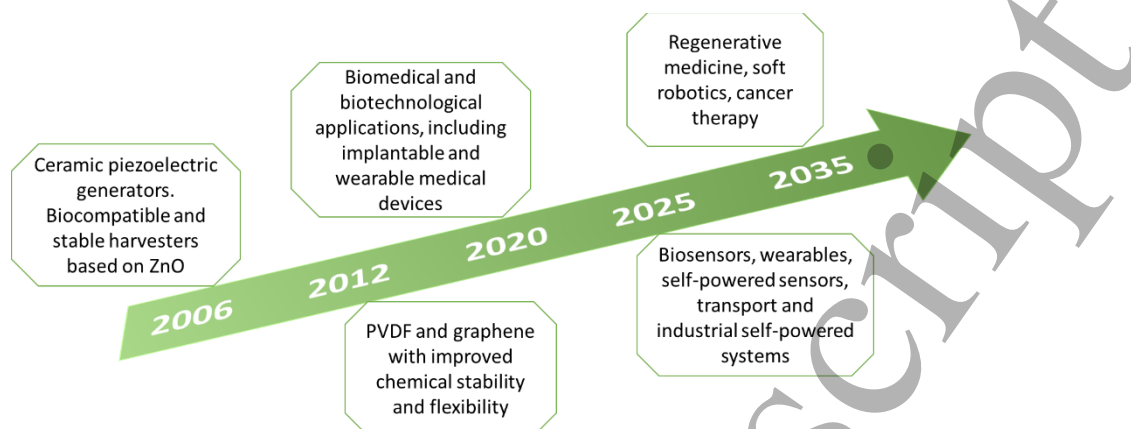 Regenerative
medicine, soft
robotics, cancer
therapy
Biomedical and
biotechnological
applications, including
implantable and
wearable medical
devices
Ceramic piezoelectric
generators.
Biocompatible and
stable harvesters
based on ZnO
2006
2012
2020
2025
2035
PVDF and graphene
with improved
chemical stability
and flexibility
Biosensors, wearables,
self-powered sensors,
transport and
industrial self-powered
systems
script